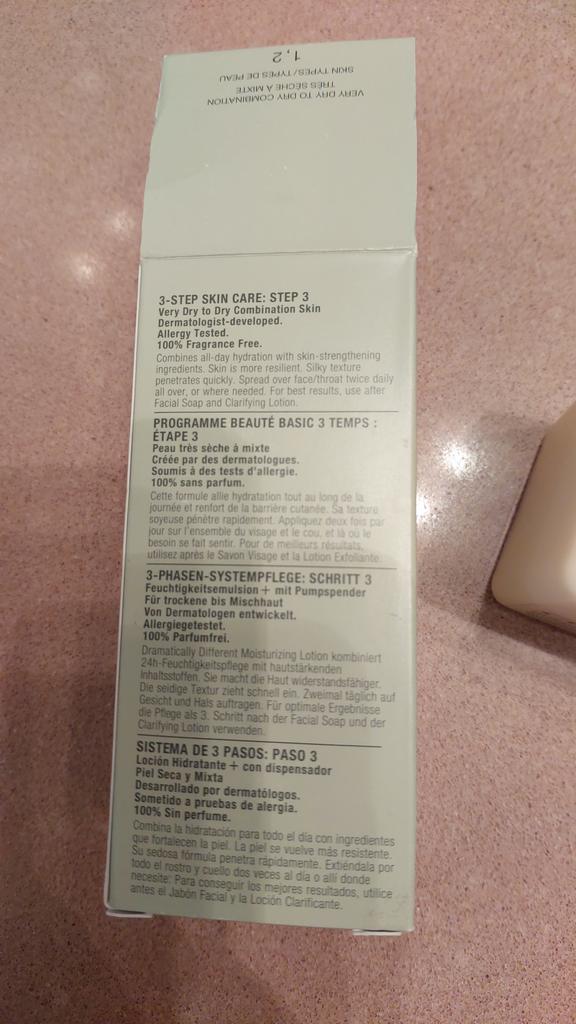 1, 2
SKIN TYPES/TYPES DE PEAU
TRÈS SÈCHE À MIXTE
VERY DRY TO DRY COMBINATION
3-STEP SKIN CARE: STEP 3
Very Dry to Dry Combination Skin
Dermatologist-developed.
Allergy Tested.
100% Fragrance Free.
Combines all-day hydration with skin-strengthening
ingredients. Skin is more resilient. Silky texture
penetrates quickly. Spread over face/throat twice daily
all over, or where needed. For best results, use after
Facial Soap and Clarifying Lotion.
PROGRAMME BEAUTÉ BASIC 3 TEMPS :
ÉTAPE 3
Peau très sèche à mixte
Créée par des dermatologues.
Soumis à des tests d'allergie.
100% sans parfum.
Cette formule allie hydratation tout au long de la
journée et renfort de la barrière cutanée. Sa texture
soyeuse pénètre rapidement. Appliquez deux fois par
jour sur l'ensemble du visage et le cou, et là où le
besoin se fait sentir. Pour de meilleurs résultats,
utilisez après le Savon Visage et la Lotion Exfoliante.
3-PHASEN-SYSTEMPFLEGE: SCHRITT 3
Feuchtigkeitsemulsion+ mit Pumpspender
Für trockene bis Mischhaut
Von Dermatologen entwickelt.
Allergiegetestet.
100% Parfumfrei.
Dramatically Different Moisturizing Lotion kombiniert
24h-Feuchtigkeitspflege mit hautstärkenden
Inhaltsstoffen. Sie macht die Haut widerstandsfähiger.
Die seidige Textur zieht schnell ein. Zweimal täglich auf
Gesicht und Hals auftragen. Für optimale Ergebnisse
die Pflege als 3. Schritt nach der Facial Soap und der
Clarifying Lotion verwenden.
SISTEMA DE 3 PASOS: PASO 3
Loción Hidratante+ con dispensador
Piel Seca y Mixta
Desarrollado por dermatólogos.
Sometido a pruebas de alergia.
100% Sin perfume.
Combina la hidratación para todo el día con ingredientes
que fortalecen la piel. La piel se vuelve más resistente.
Su sedosa fórmula penetra rápidamente. Extiéndala por
todo el rostro y cuello dos veces al día o allí donde
necesite. Para conseguir los mejores resultados, utilice
antes el Jabón Facial y la Loción Clarificante.